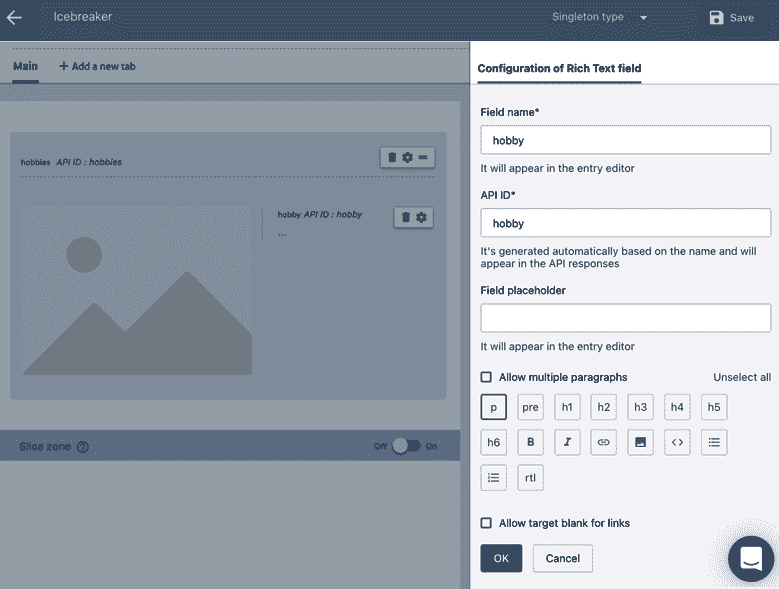 Icebreaker
Singleton type
Save
Main
+ Add a new tab
hobbies API ID : hobbies
hobby API ID : hobby
...
Slice zone
Off
On
Configuration of Rich Text field
Field name*
hobby
It will appear in the entry editor
API ID*
hobby
It's generated automatically based on the name and will
appear in the API responses
Field placeholder
It will appear in the entry editor
Allow multiple paragraphs
Unselect all
p pre h1 h2 h3 h4 h5
h6 B I <>
rtl
Allow target blank for links
OK
Cancel